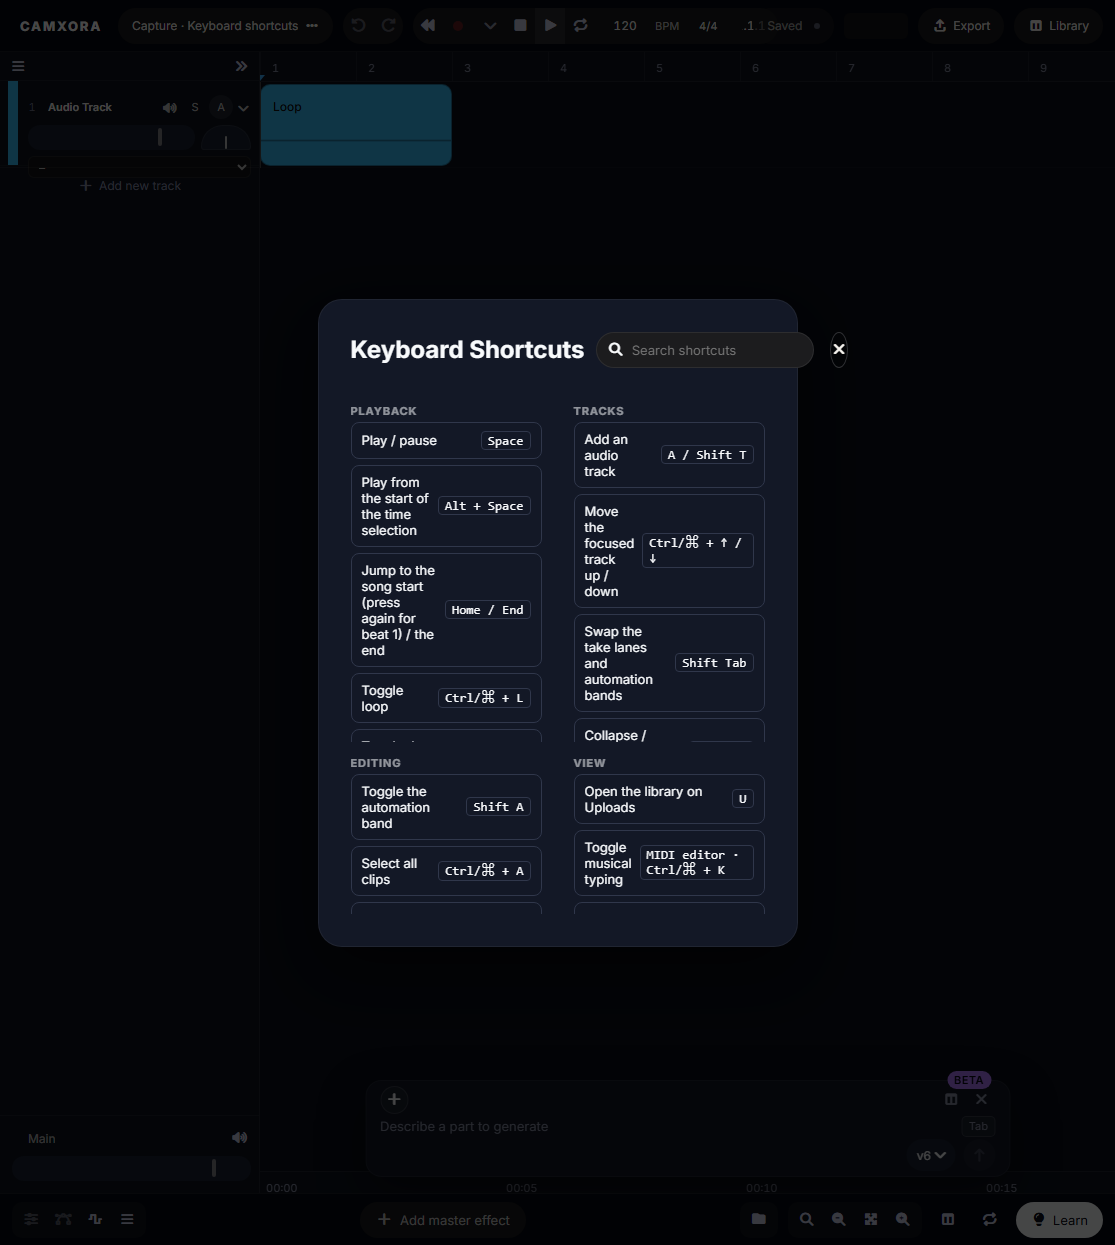 CAMXORA
Capture · Keyboard shortcuts •••
120 BPM 4/4 .1.1 Saved
Export
Library
1 2 3 4 5 6 7 8 9
1 Audio Track S A
Loop
–
Add new track
Keyboard Shortcuts
Search shortcuts
PLAYBACK
Play / pause
Space
Play from
the start of
the time
selection
Alt + Space
Jump to the
song start
(press
again for
beat 1) / the
end
Home / End
Toggle
loop
Ctrl/⌘ + L
TRACKS
Add an
audio
track
A / Shift T
Move
the
focused
track
up /
down
Ctrl/⌘ + ↑ /
↓
Swap the
take lanes
and
automation
bands
Shift Tab
Collapse /
EDITING
Toggle the
automation
band
Shift A
Select all
clips
Ctrl/⌘ + A
VIEW
Open the library on
Uploads
U
Toggle
musical
typing
MIDI editor ·
Ctrl/⌘ + K
BETA
Describe a part to generate
Tab
v6
Main
00:00 00:05 00:10 00:15
Add master effect
Learn